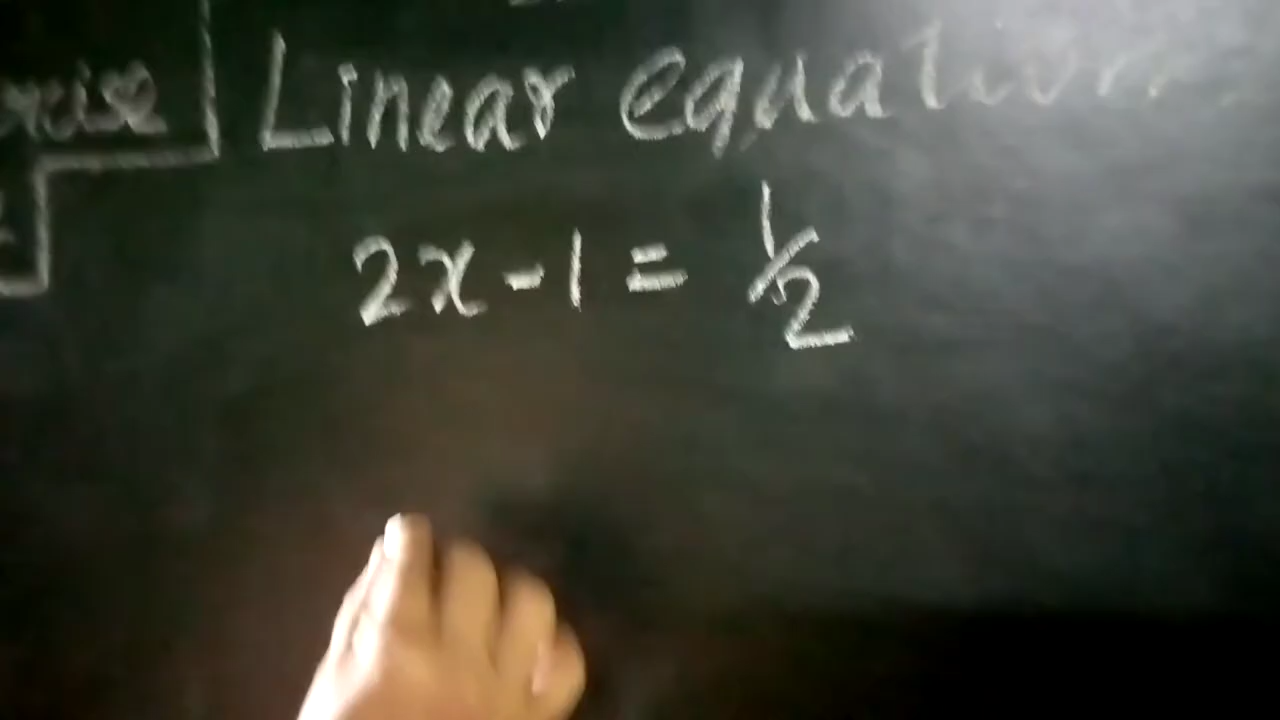 Linear equation
2x - 1 = 1/2